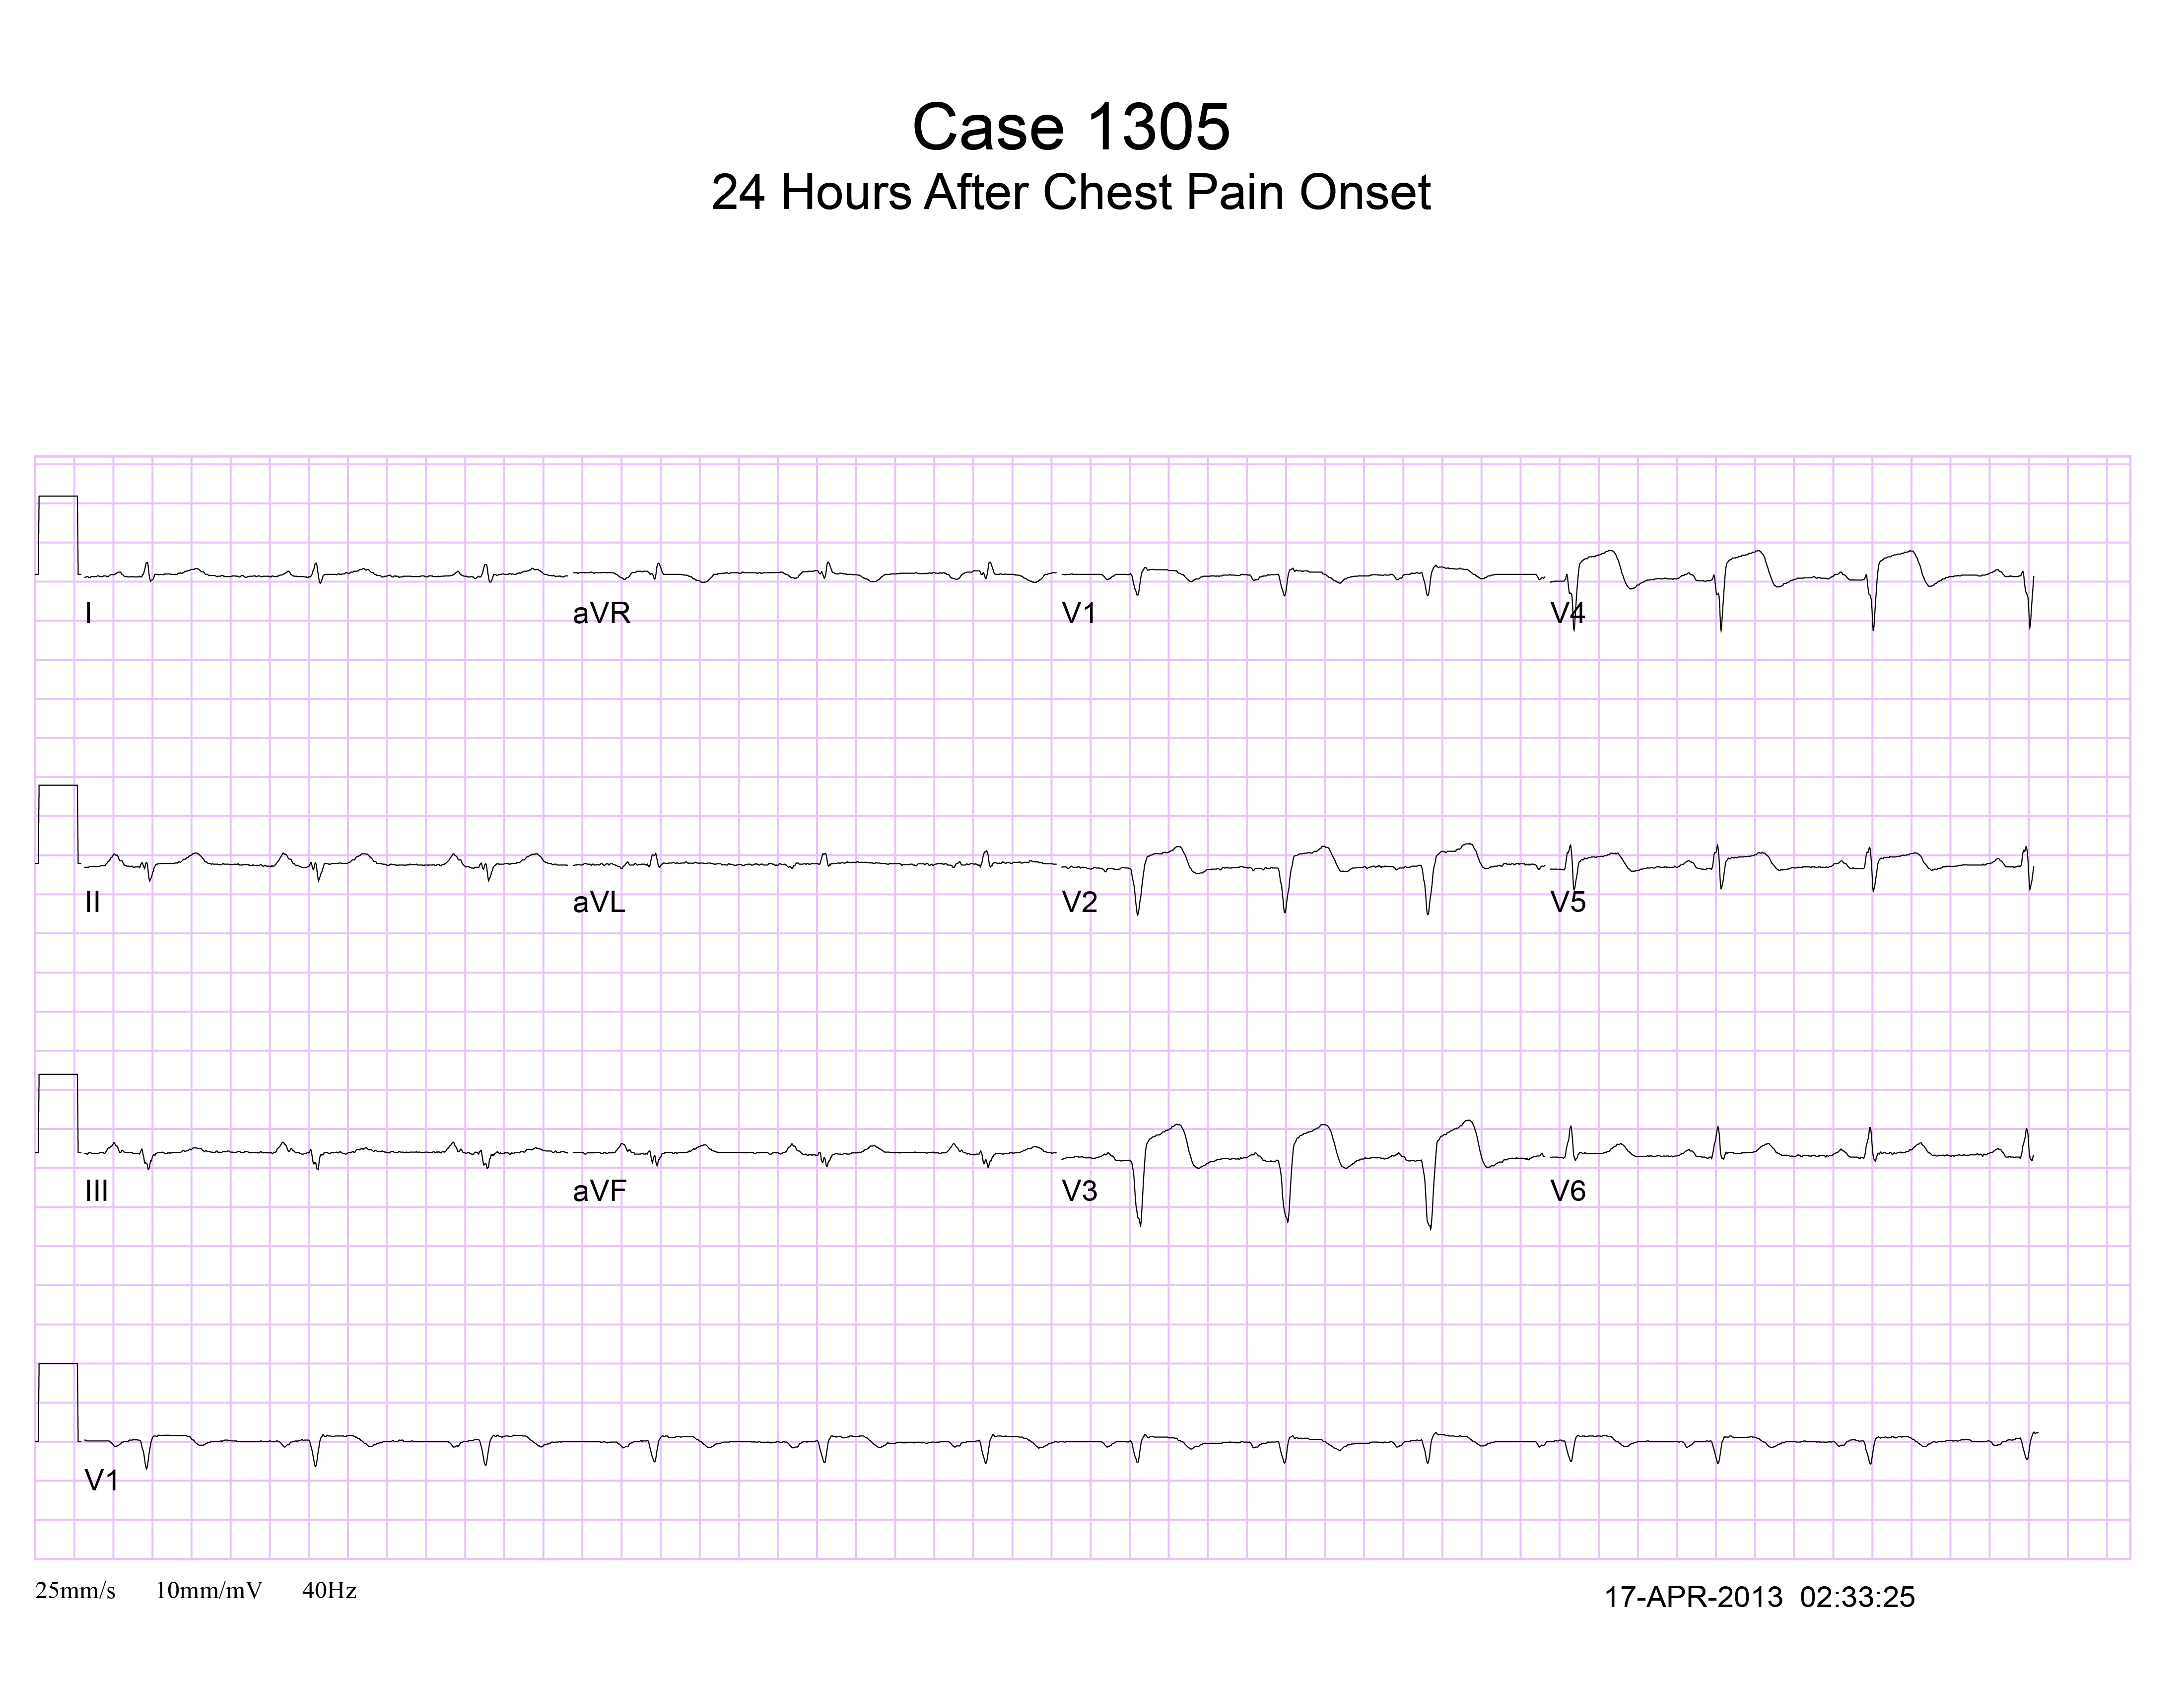 Case 1305
24 Hours After Chest Pain Onset
I aVR V1 V4
II aVL V2 V5
III aVF V3 V6
V1
25mm/s 10mm/mV 40Hz 17-APR-2013 02:33:25